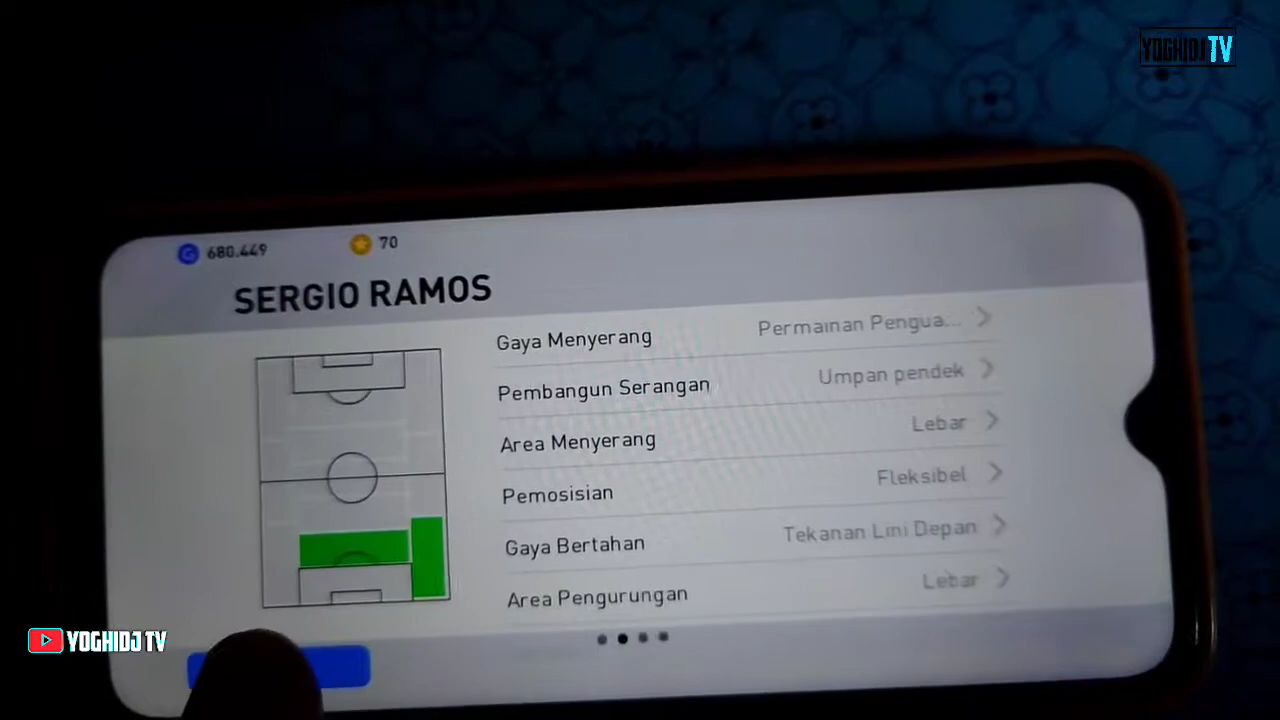 YOGHIDJ TV
680.449
70
SERGIO RAMOS
Gaya Menyerang
Permainan Pengua...
Pembangun Serangan
Umpan pendek
Area Menyerang
Lebar
Pemosisian
Fleksibel
Gaya Bertahan
Tekanan Lini Depan
Area Pengurungan
Lebar
YOGHIDJ TV